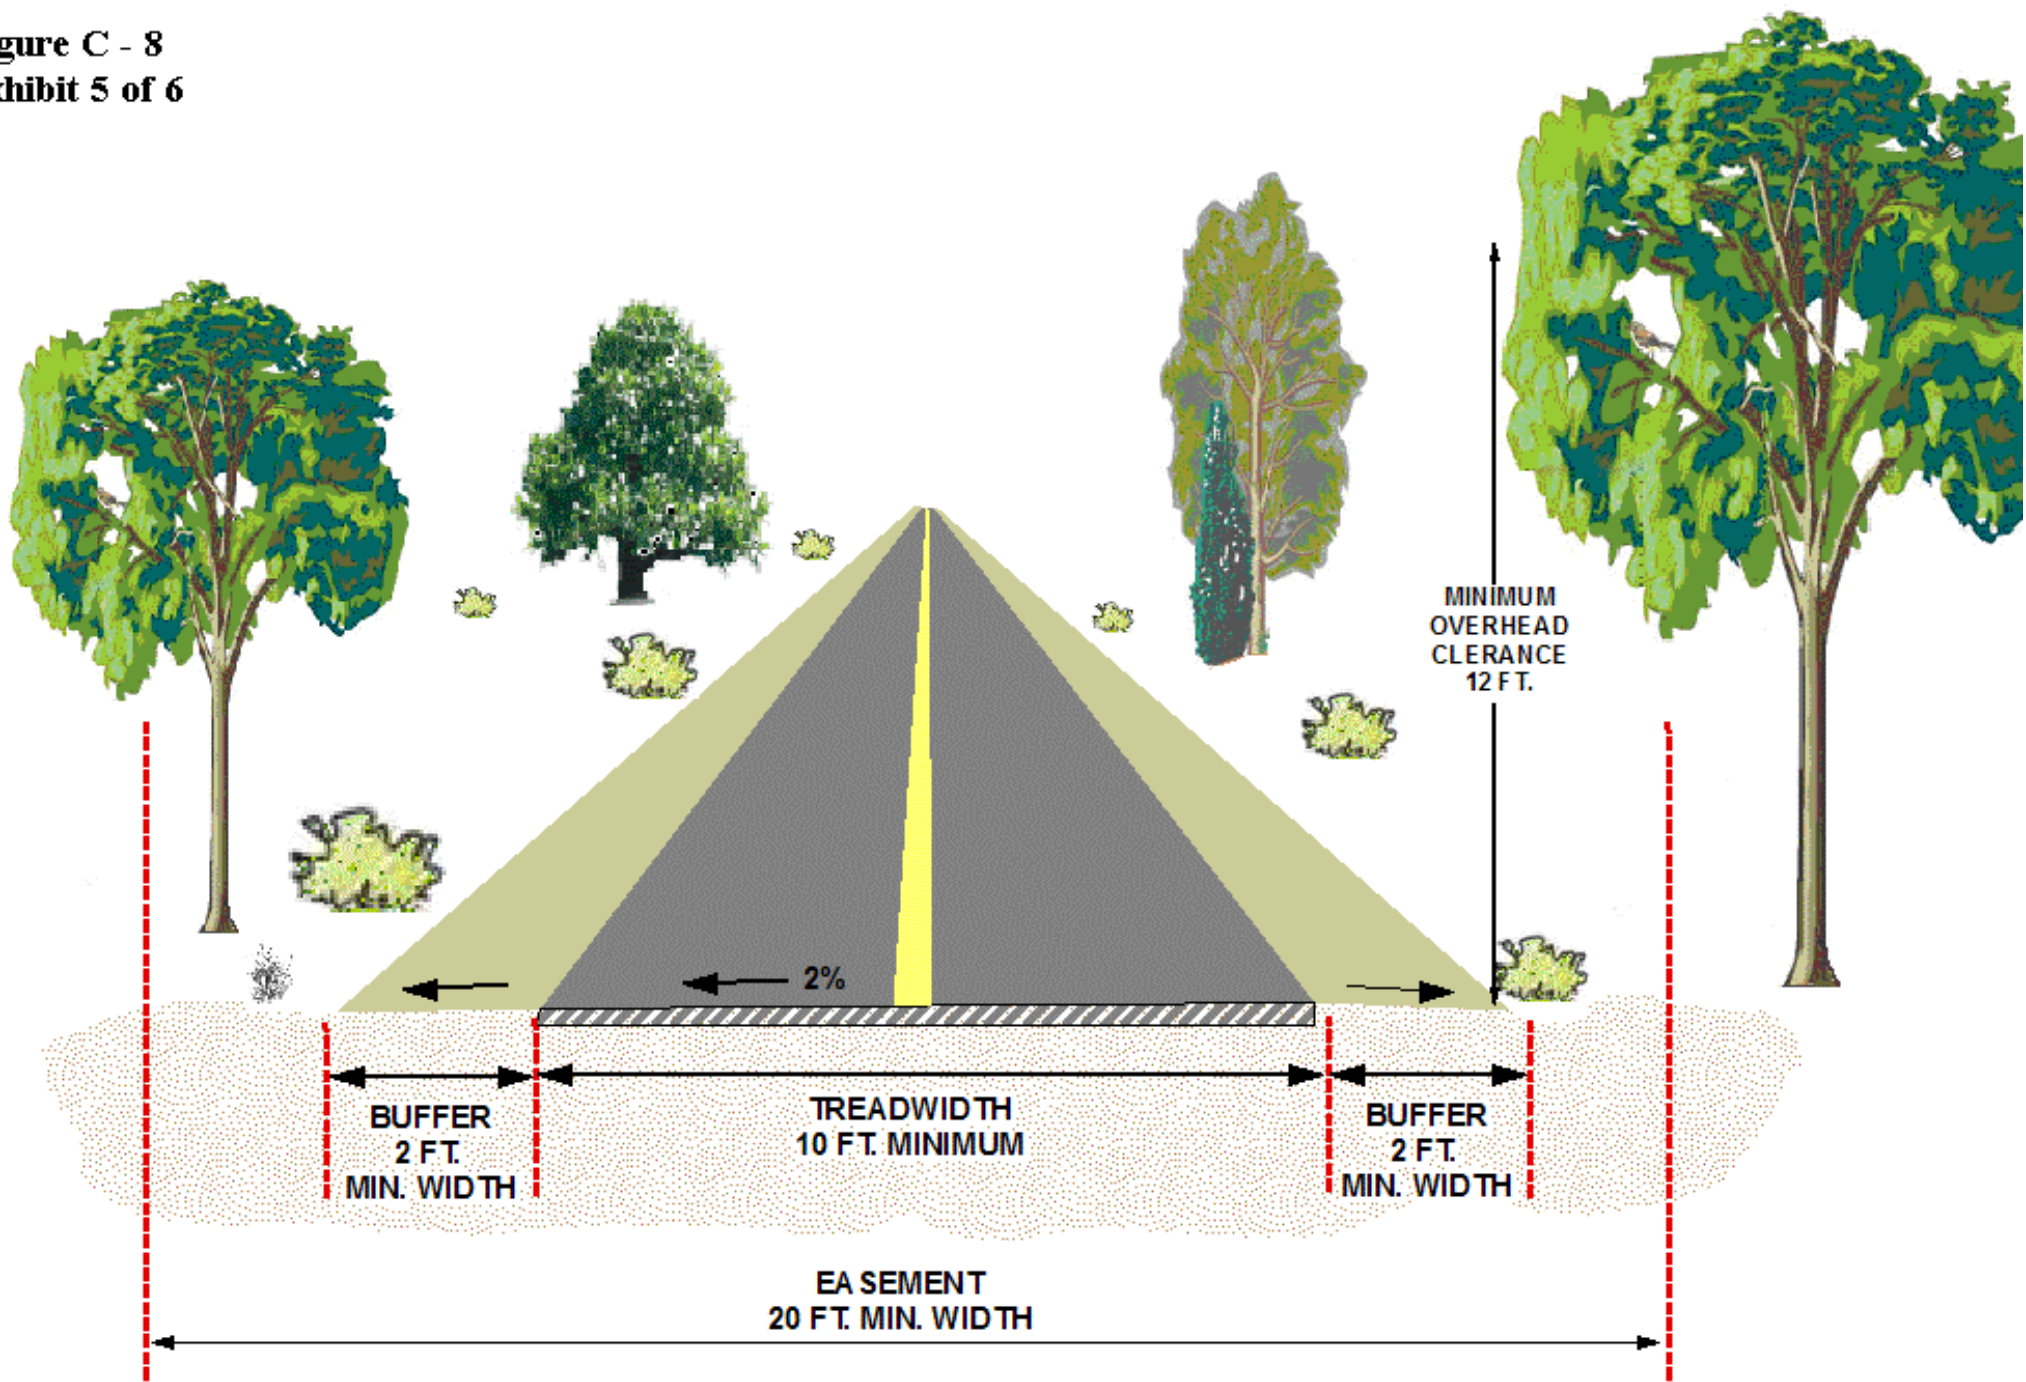 gure C - 8
hibit 5 of 6
MINIMUM
OVERHEAD
CLERANCE
12 FT.
2%
BUFFER
2 FT.
MIN. WIDTH
TREADWIDTH
10 FT. MINIMUM
BUFFER
2 FT.
MIN. WIDTH
EASEMENT
20 FT. MIN. WIDTH